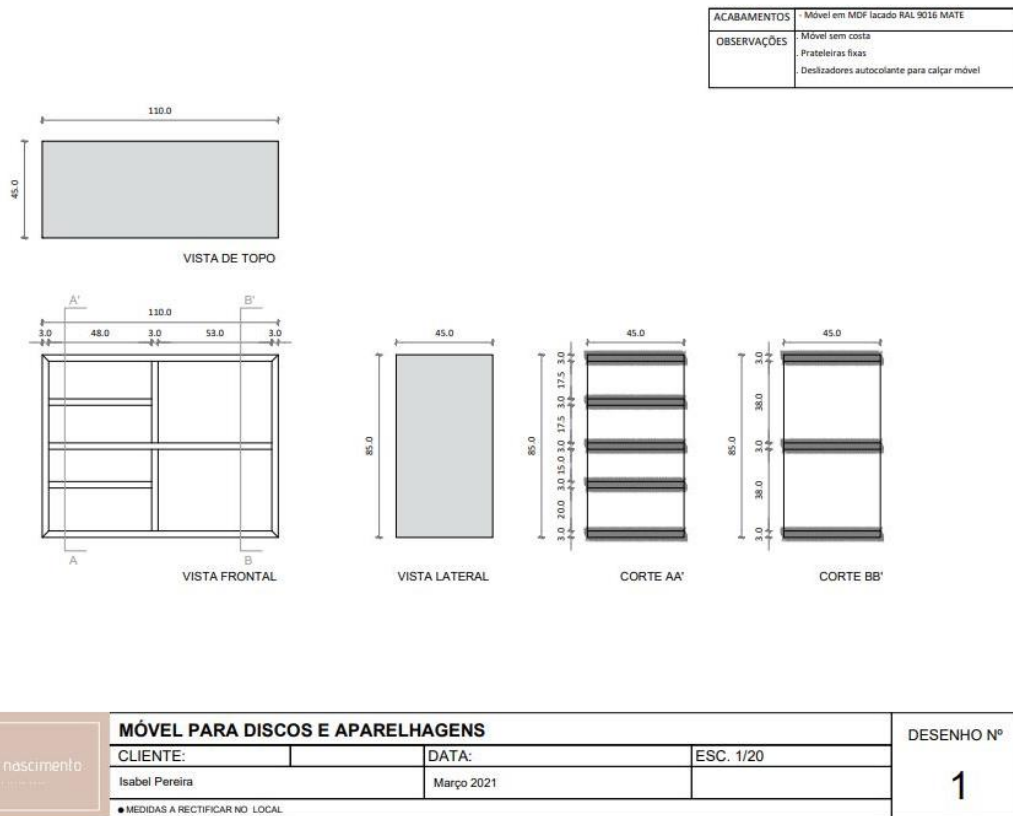 ACABAMENTOS - Móvel em MDF lacado RAL 9016 MATE
OBSERVAÇÕES . Móvel sem costa
. Prateleiras fixas
. Deslizadores autocolante para calçar móvel
110.0
45.0
VISTA DE TOPO
A' B'
110.0
3.0 48.0 3.0 53.0 3.0
A B
VISTA FRONTAL
45.0
85.0
VISTA LATERAL
45.0
85.0
3.0
17.5
3.0
17.5
3.0
15.0
3.0
20.0
3.0
CORTE AA'
45.0
85.0
3.0
38.0
3.0
38.0
3.0
CORTE BB'
nascimento
MÓVEL PARA DISCOS E APARELHAGENS
CLIENTE: DATA: ESC. 1/20
Isabel Pereira Março 2021
● MEDIDAS A RECTIFICAR NO LOCAL
DESENHO Nº
1